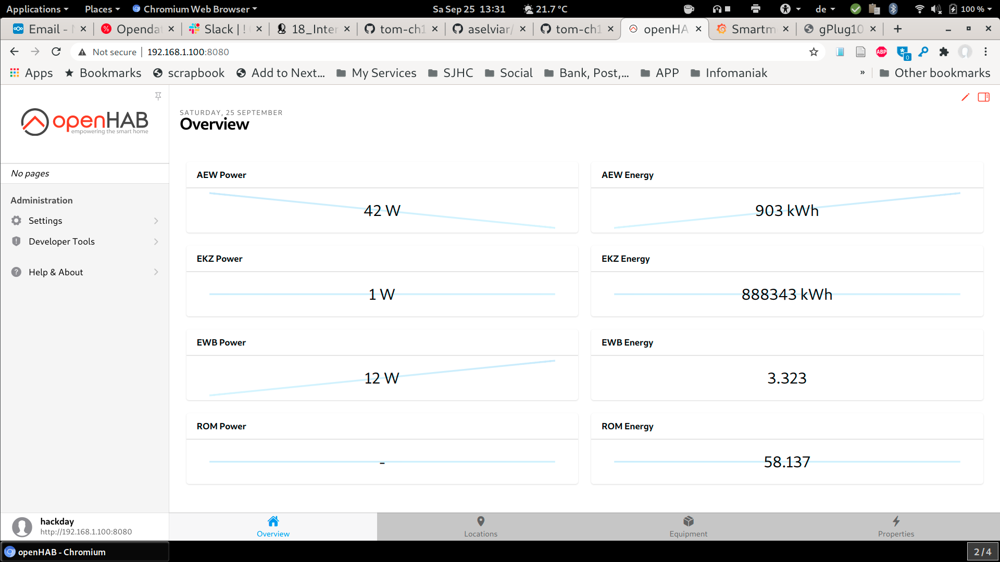 Applications Places Chromium Web Browser Sa Sep 25 13:31 21.7 °C de 100 %
Email - Opendat Slack | ! 18_Inter tom-ch1 aselviar/ tom-ch1 openHA Smartm gPlug10
Not secure 192.168.1.100:8080 ABP 0
Apps Bookmarks scrapbook Add to Next... My Services SJHC Social Bank, Post,... APP Infomaniak » Other bookmarks
openHAB
empowering the smart home
No pages
Administration
Settings
Developer Tools
Help & About
SATURDAY, 25 SEPTEMBER
Overview
AEW Power
42 W
AEW Energy
903 kWh
EKZ Power
1 W
EKZ Energy
888343 kWh
EWB Power
12 W
EWB Energy
3.323
ROM Power
-
ROM Energy
58.137
hackday
http://192.168.1.100:8080
Overview Locations Equipment Properties
openHAB - Chromium
2 / 4